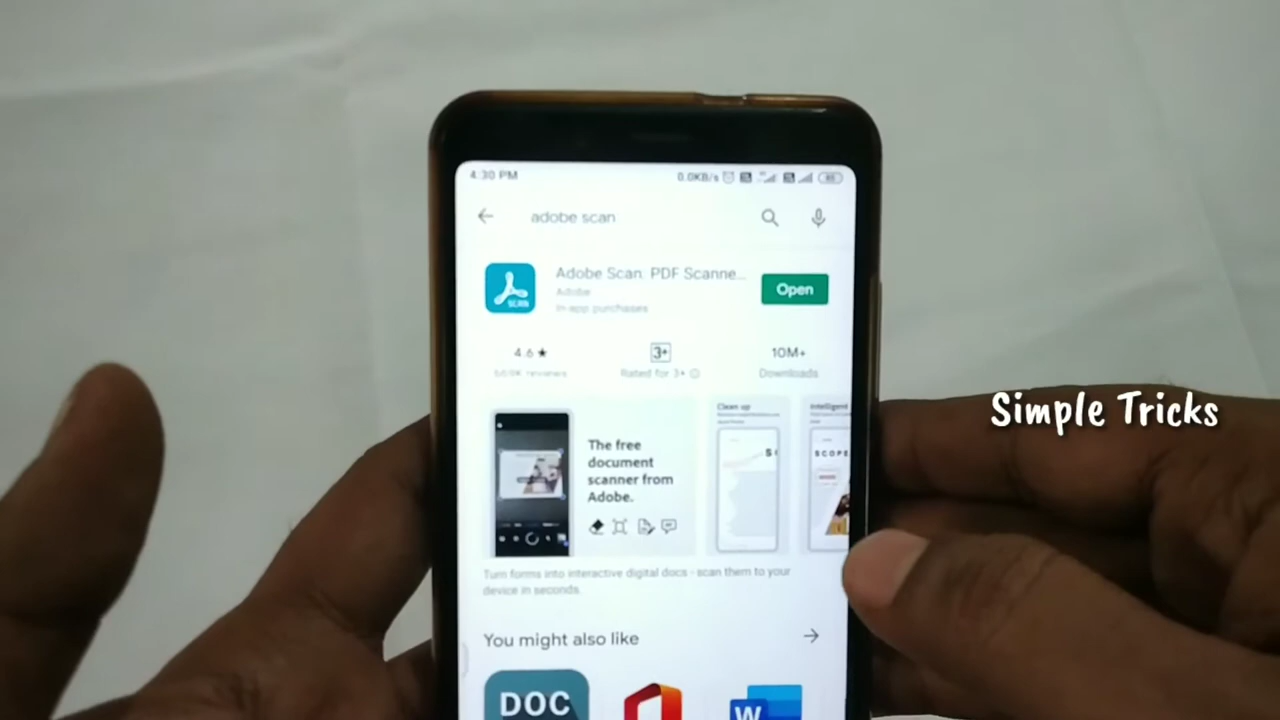 4:30 PM
0.0KB/s
adobe scan
Adobe Scan: PDF Scanne...
Open
Adobe
In-app purchases
4.6★
3+
10M+
reviews
Rated for 3+
Downloads
The free
document
scanner from
Adobe.
Clean up
Intelligent
SCOPE
Turn forms into interactive digital docs - scan them to your
device in seconds.
You might also like
DOC
W
SCAN
Simple Tricks